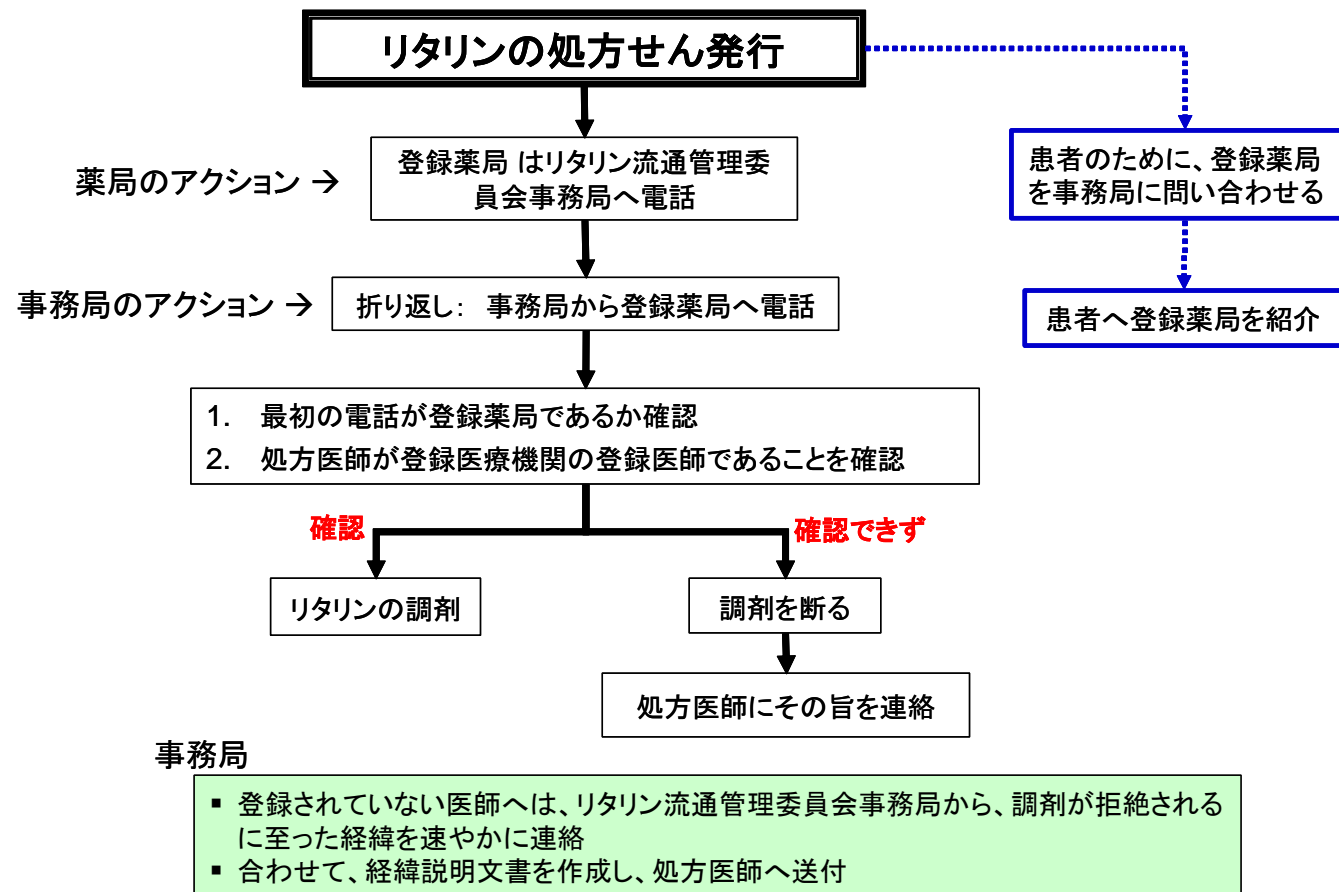 リタリンの処方せん発行
薬局のアクション →
登録薬局 はリタリン流通管理委
員会事務局へ電話
患者のために、登録薬局
を事務局に問い合わせる
事務局のアクション →
折り返し： 事務局から登録薬局へ電話
患者へ登録薬局を紹介
1. 最初の電話が登録薬局であるか確認
2. 処方医師が登録医療機関の登録医師であることを確認
確認
確認できず
リタリンの調剤
調剤を断る
処方医師にその旨を連絡
事務局
▪ 登録されていない医師へは、リタリン流通管理委員会事務局から、調剤が拒絶される
に至った経緯を速やかに連絡
▪ 合わせて、経緯説明文書を作成し、処方医師へ送付